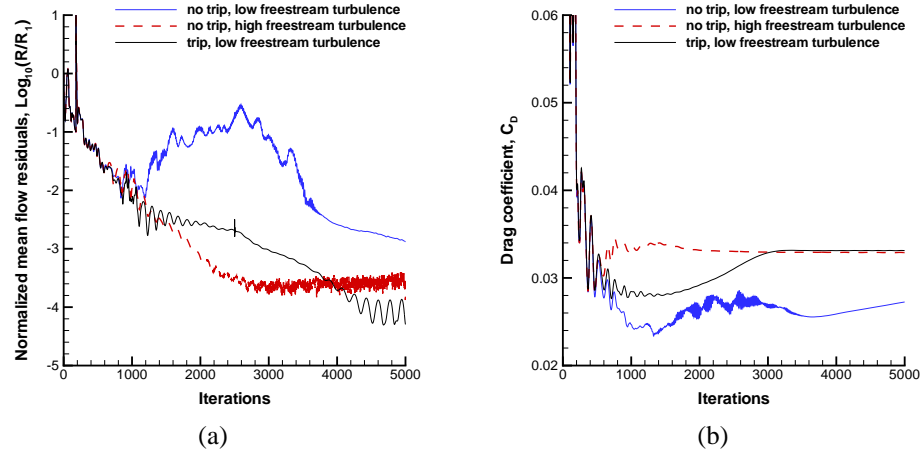 no trip, low freestream turbulence
no trip, high freestream turbulence
trip, low freestream turbulence
Normalized mean flow residuals, Log₁₀(R/R₁)
1
0
-1
-2
-3
-4
-5
0 1000 2000 3000 4000 5000
Iterations
(a)
no trip, low freestream turbulence
no trip, high freestream turbulence
trip, low freestream turbulence
Drag coefficient, C_D
0.06
0.05
0.04
0.03
0.02
0 1000 2000 3000 4000 5000
Iterations
(b)